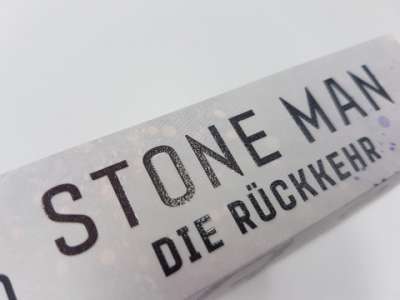 STONE MAN
DIE RÜCKKEHR